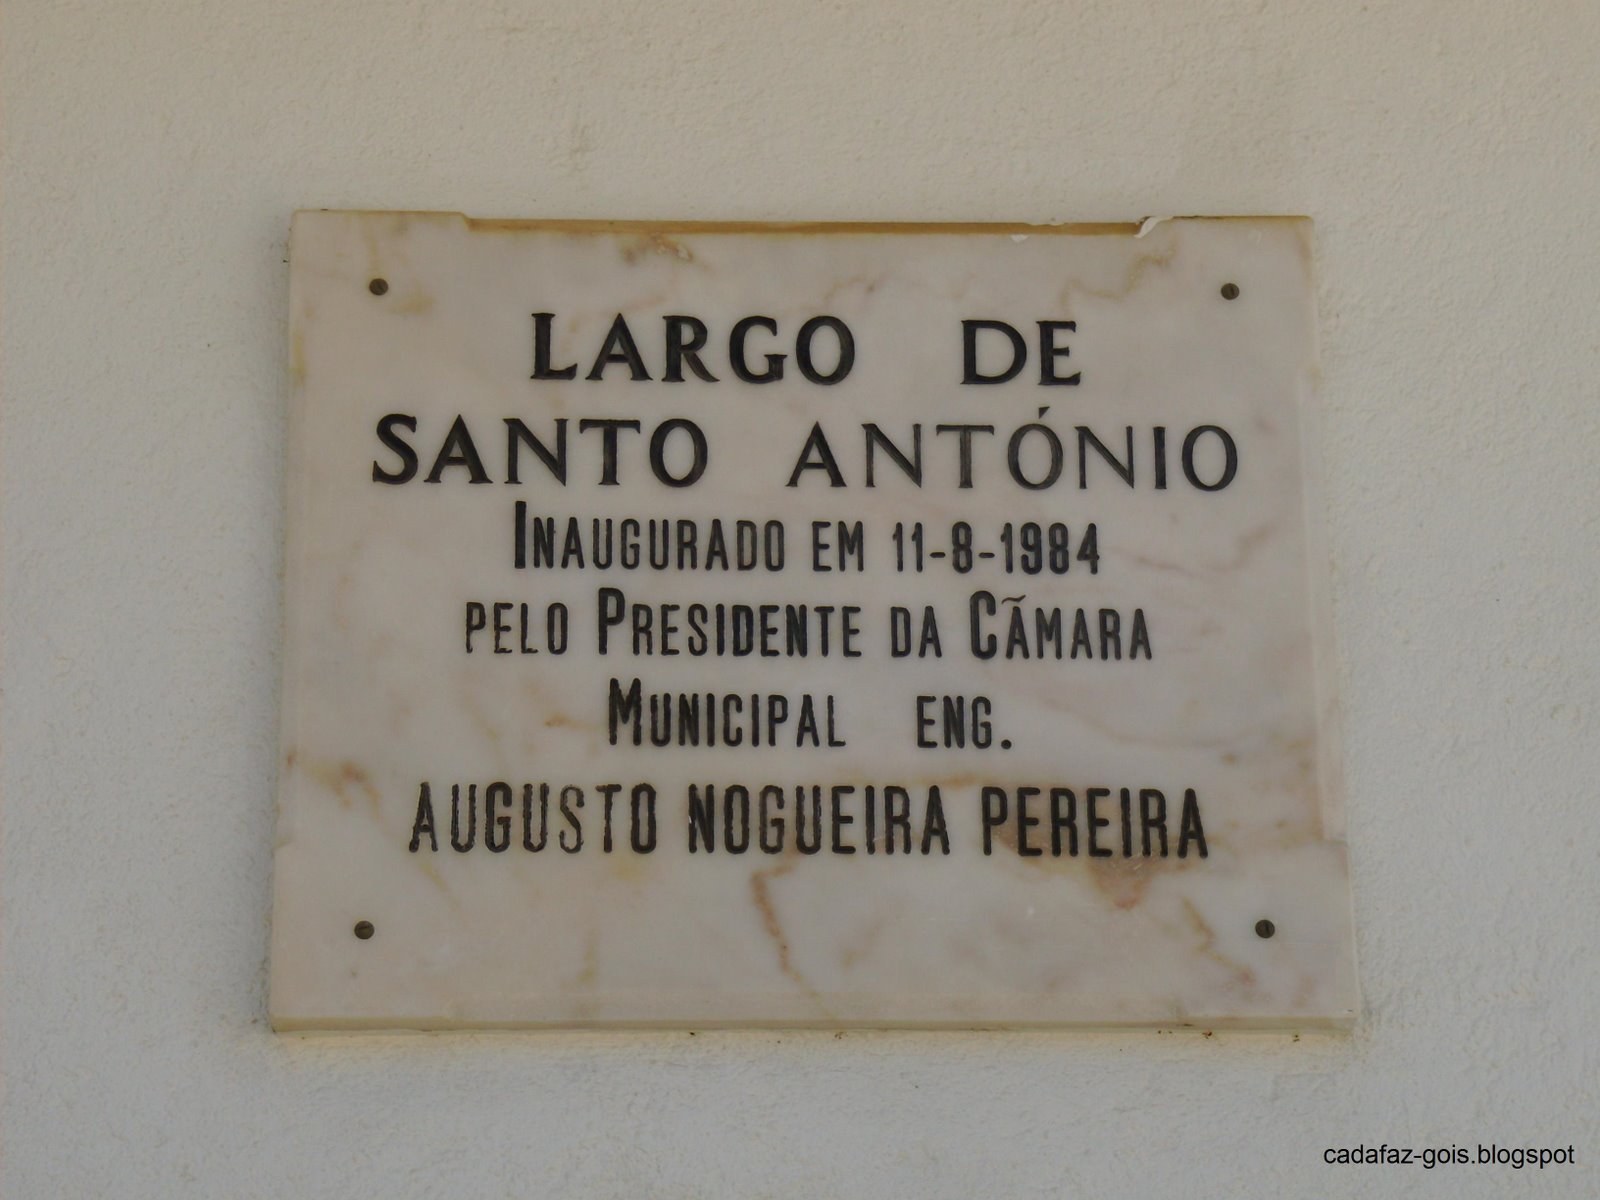 LARGO DE
SANTO ANTÓNIO
INAUGURADO EM 11-8-1984
PELO PRESIDENTE DA CÃMARA
MUNICIPAL ENG.
AUGUSTO NOGUEIRA PEREIRA
cadafaz-gois.blogspot